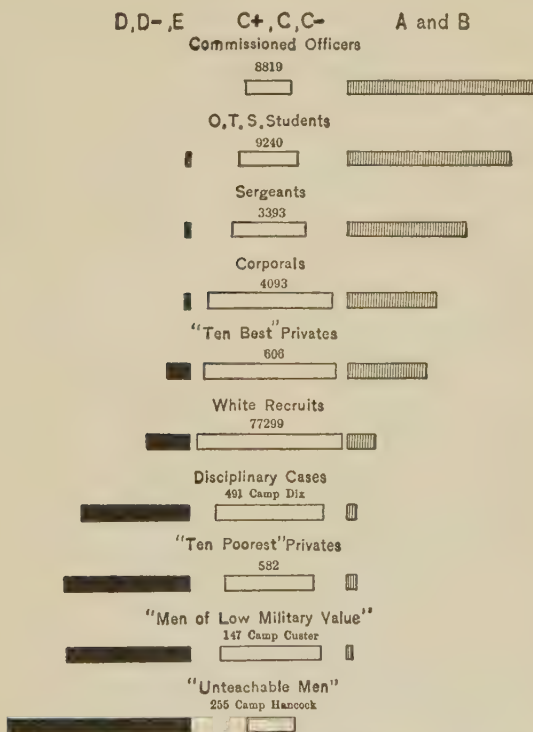 D,D-,E C+,C,C- A and B
Commissioned Officers
8819
O.T.S.Students
9240
Sergeants
3393
Corporals
4093
"Ten Best" Privates
606
White Recruits
77299
Disciplinary Cases
491 Camp Dix
"Ten Poorest" Privates
582
"Men of Low Military Value"
147 Camp Custer
"Unteachable Men"
255 Camp Hancock